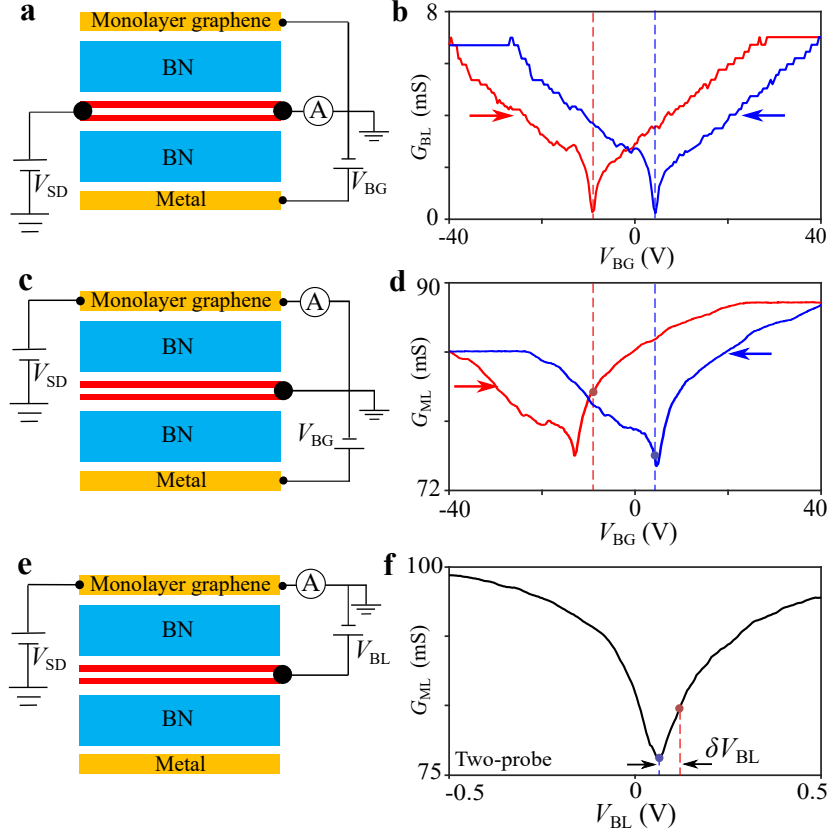 a
Monolayer graphene
BN
A
BN
V_SD
V_BG
Metal
b
8
G_BL (mS)
0
-40
0
40
V_BG (V)
c
Monolayer graphene
A
BN
V_SD
BN
V_BG
Metal
d
90
G_ML (mS)
72
-40
0
40
V_BG (V)
e
Monolayer graphene
A
BN
V_SD
V_BL
BN
Metal
f
100
G_ML (mS)
Two-probe
δV_BL
75
-0.5
0
0.5
V_BL (V)